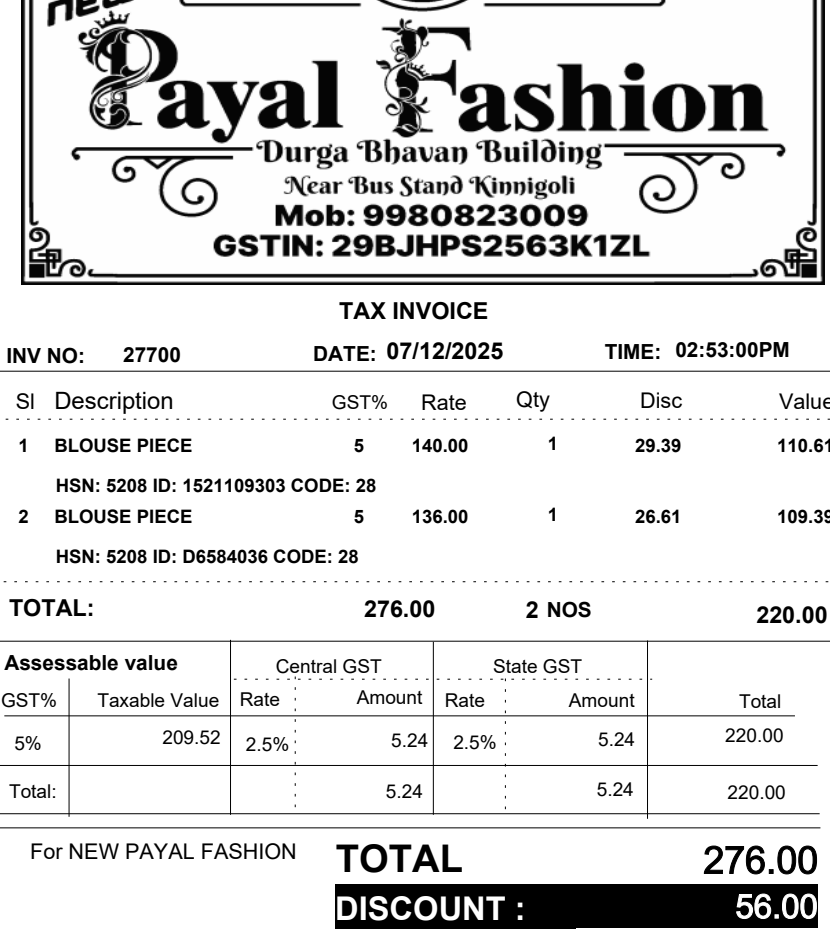 new
Payal Fashion
Durga Bhavan Building
Near Bus Stand Kinnigoli
Mob: 9980823009
GSTIN: 29BJHPS2563K1ZL
TAX INVOICE
INV NO: 27700 DATE: 07/12/2025 TIME: 02:53:00PM
Sl Description GST% Rate Qty Disc Value
1 BLOUSE PIECE 5 140.00 1 29.39 110.61
HSN: 5208 ID: 1521109303 CODE: 28
2 BLOUSE PIECE 5 136.00 1 26.61 109.39
HSN: 5208 ID: D6584036 CODE: 28
TOTAL: 276.00 2 NOS 220.00
Assessable value Central GST State GST
GST% Taxable Value Rate Amount Rate Amount Total
5% 209.52 2.5% 5.24 2.5% 5.24 220.00
Total: 5.24 5.24 220.00
For NEW PAYAL FASHION TOTAL 276.00
DISCOUNT : 56.00